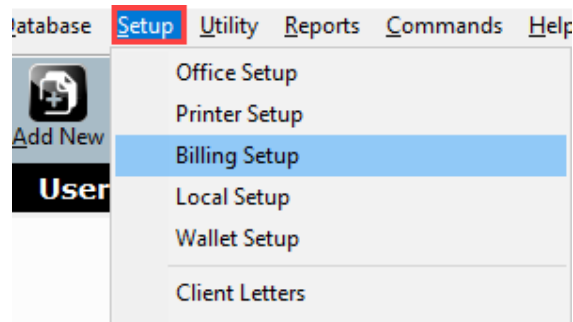 Database Setup Utility Reports Commands Help
Office Setup
Printer Setup
Add New
Billing Setup
User
Local Setup
Wallet Setup
Client Letters